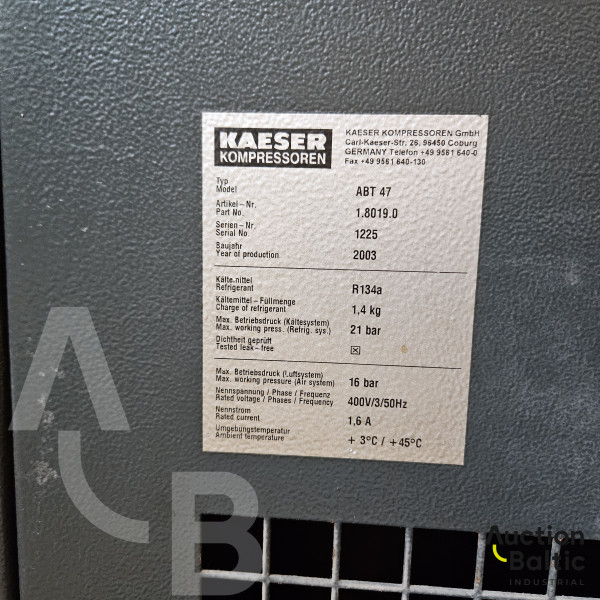 KAESER
KOMPRESSOREN
KAESER KOMPRESSOREN GmbH
Carl-Kaeser-Str. 26, 96450 Coburg
GERMANY Telefon +49 9561 640-0
Fax +49 9561 640-130
Typ
Model ABT 47
Artikel-Nr.
Part No. 1.8019.0
Serien-Nr.
Serial No. 1225
Baujahr
Year of production 2003
Kältemittel
Refrigerant R134a
Kältemittel-Füllmenge
Charge of refrigerant 1,4 kg
Max. Betriebsdruck (Kältesystem)
Max. working press. (Refrig. sys.) 21 bar
Dichtheit geprüft
Tested leak-free ☒
Max. Betriebsdruck (Luftsystem)
Max. working pressure (Air system) 16 bar
Nennspannung / Phase / Frequenz
Rated voltage / Phases / Frequency 400V/3/50Hz
Nennstrom
Rated current 1,6 A
Umgebungstemperatur
Ambient temperature + 3°C / +45°C
A
B
Auction
Baltic
INDUSTRIAL